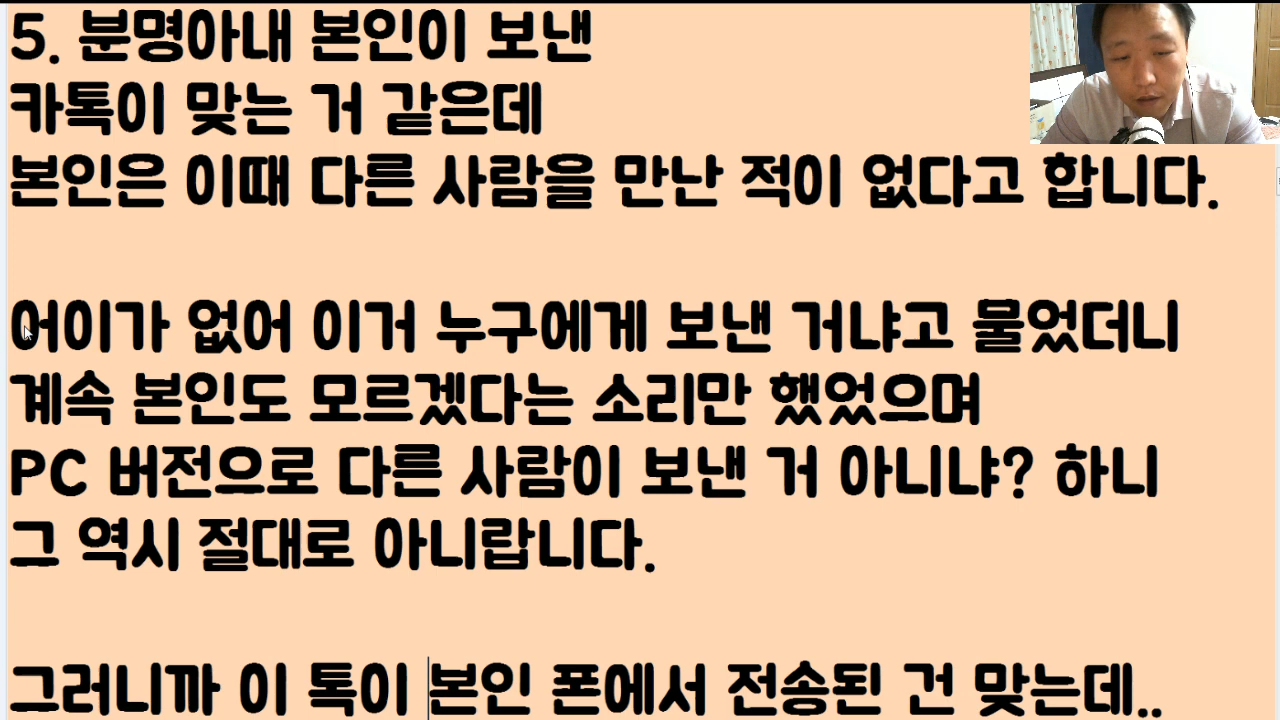 5. 분명아내 본인이 보낸
카톡이 맞는 거 같은데
본인은 이때 다른 사람을 만난 적이 없다고 합니다.
어이가 없어 이거 누구에게 보낸 거냐고 물었더니
계속 본인도 모르겠다는 소리만 했었으며
PC 버전으로 다른 사람이 보낸 거 아니냐? 하니
그 역시 절대로 아니랍니다.
그러니까 이 톡이 본인 폰에서 전송된 건 맞는데..